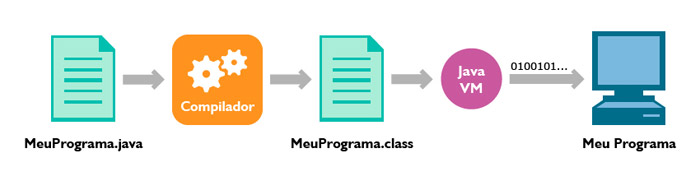 MeuPrograma.java
Compilador
MeuPrograma.class
Java
VM
0100101...
Meu Programa